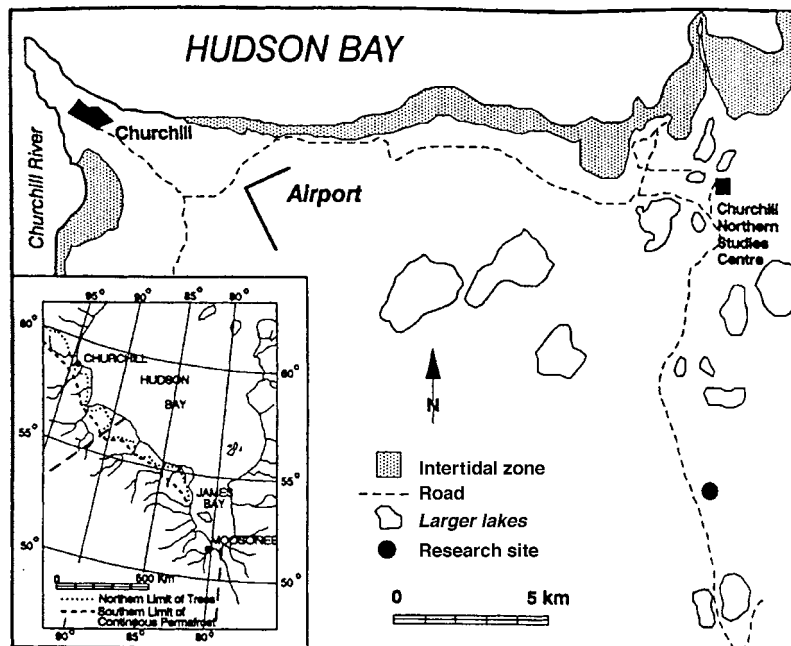 HUDSON BAY
Churchill
Churchill River
Airport
Churchill
Northern
Studies
Centre
N
Intertidal zone
Road
Larger lakes
Research site
0 5 km
95° 90° 85° 80°
60°
CHURCHILL
HUDSON
BAY
60°
55°
55°
JAMES
BAY
MOOSONEE
50°
50°
0 500 Km
Northern Limit of Trees
Southern Limit of
Continuous Permafrost
90° 85° 80°